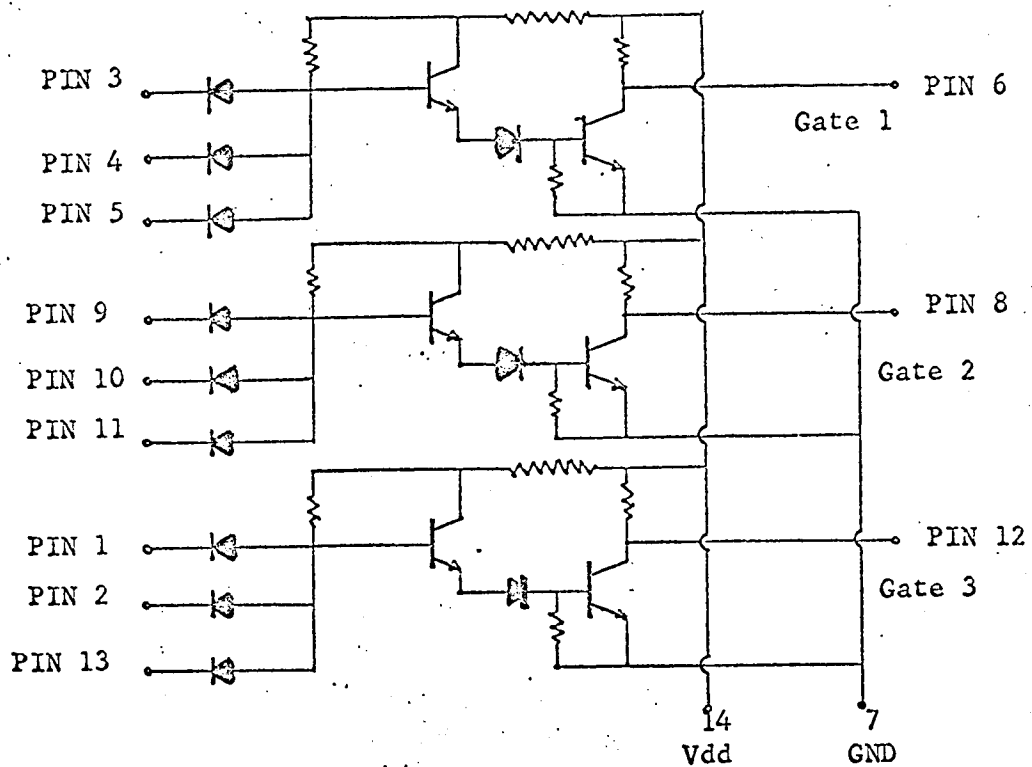 PIN 3
PIN 6
Gate 1
PIN 4
PIN 5
PIN 9
PIN 8
PIN 10
Gate 2
PIN 11
PIN 1
PIN 12
PIN 2
Gate 3
PIN 13
14
7
Vdd
GND